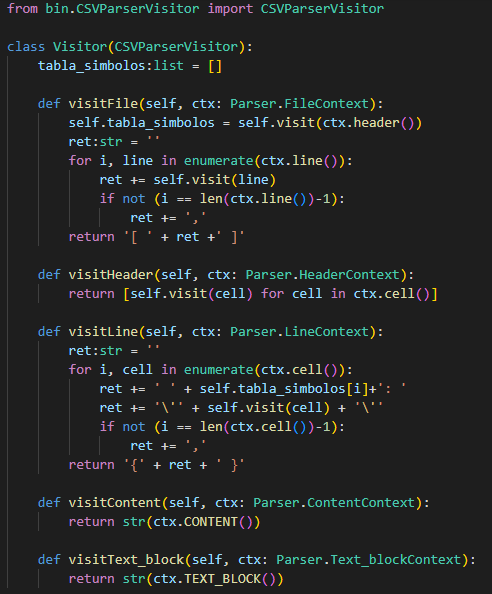 from bin.CSVParserVisitor import CSVParserVisitor

class Visitor(CSVParserVisitor):
    tabla_simbolos:list = []

    def visitFile(self, ctx: Parser.FileContext):
        self.tabla_simbolos = self.visit(ctx.header())
        ret:str = ''
        for i, line in enumerate(ctx.line()):
            ret += self.visit(line)
            if not (i == len(ctx.line())-1):
                ret += ','
        return '[ ' + ret +' ]'

    def visitHeader(self, ctx: Parser.HeaderContext):
        return [self.visit(cell) for cell in ctx.cell()]

    def visitLine(self, ctx: Parser.LineContext):
        ret:str = ''
        for i, cell in enumerate(ctx.cell()):
            ret += ' ' + self.tabla_simbolos[i]+': '
            ret += '\'' + self.visit(cell) + '\''
            if not (i == len(ctx.cell())-1):
                ret += ','
        return '{' + ret + ' }'

    def visitContent(self, ctx: Parser.ContentContext):
        return str(ctx.CONTENT())

    def visitText_block(self, ctx: Parser.Text_blockContext):
        return str(ctx.TEXT_BLOCK())